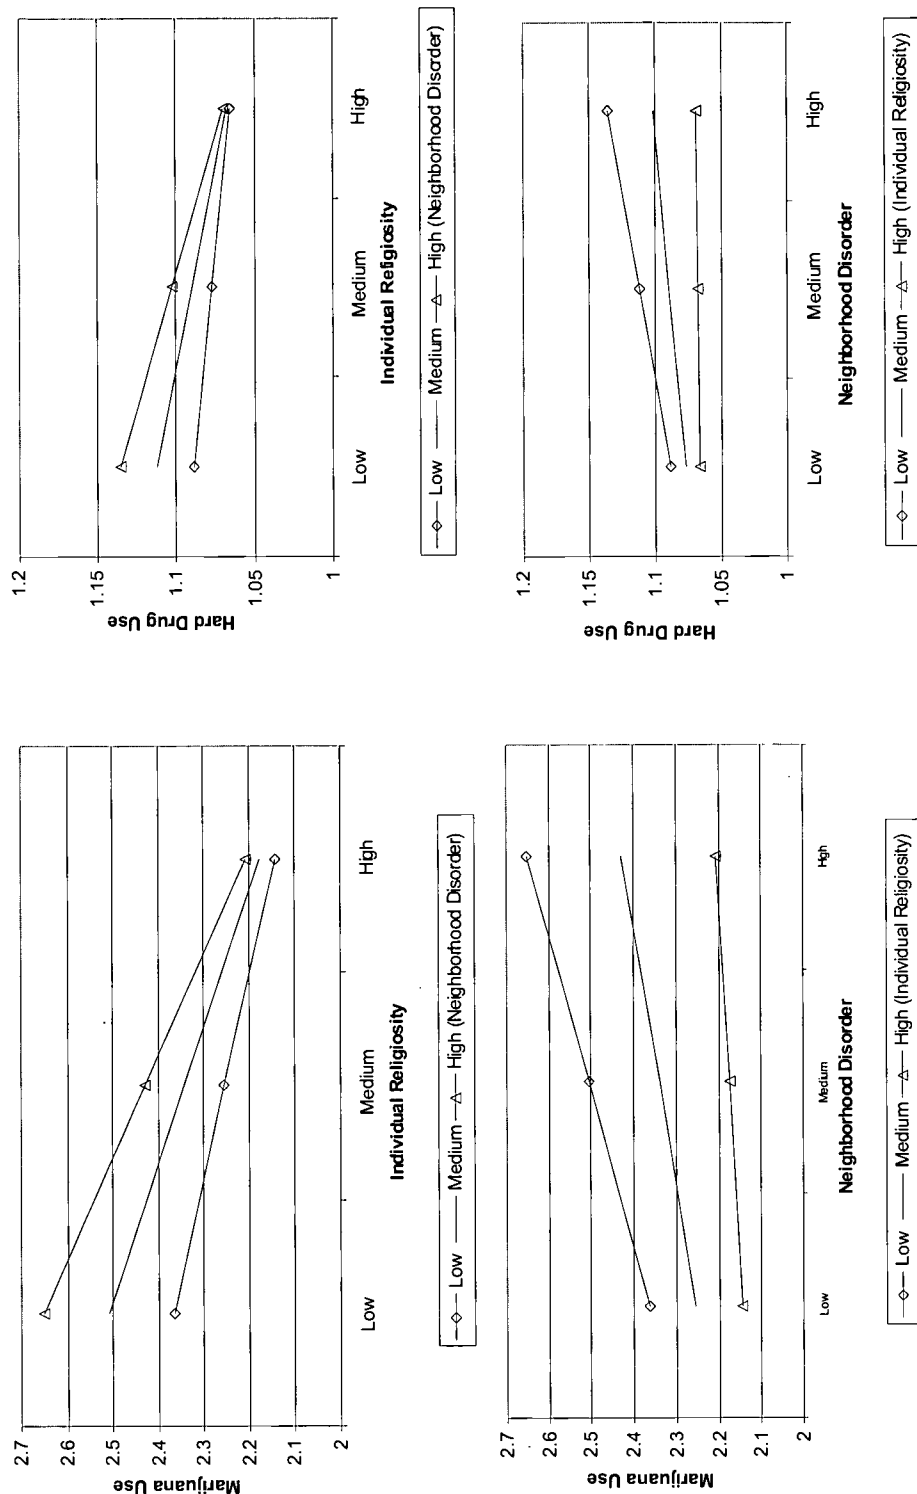 1.2
1.15
1.1
1.05
1
Hard Drug Use
Low
Medium
High
Individual Religiosity
Low Medium High (Neighborhood Disorder)
1.2
1.15
1.1
1.05
1
Hard Drug Use
Low
Medium
High
Neighborhood Disorder
Low Medium High (Individual Religiosity)
2.7
2.6
2.5
2.4
2.3
2.2
2.1
2
Marijuana Use
Low
Medium
High
Individual Religiosity
Low Medium High (Neighborhood Disorder)
2.7
2.6
2.5
2.4
2.3
2.2
2.1
2
Marijuana Use
Low
Medium
High
Neighborhood Disorder
Low Medium High (Individual Religiosity)